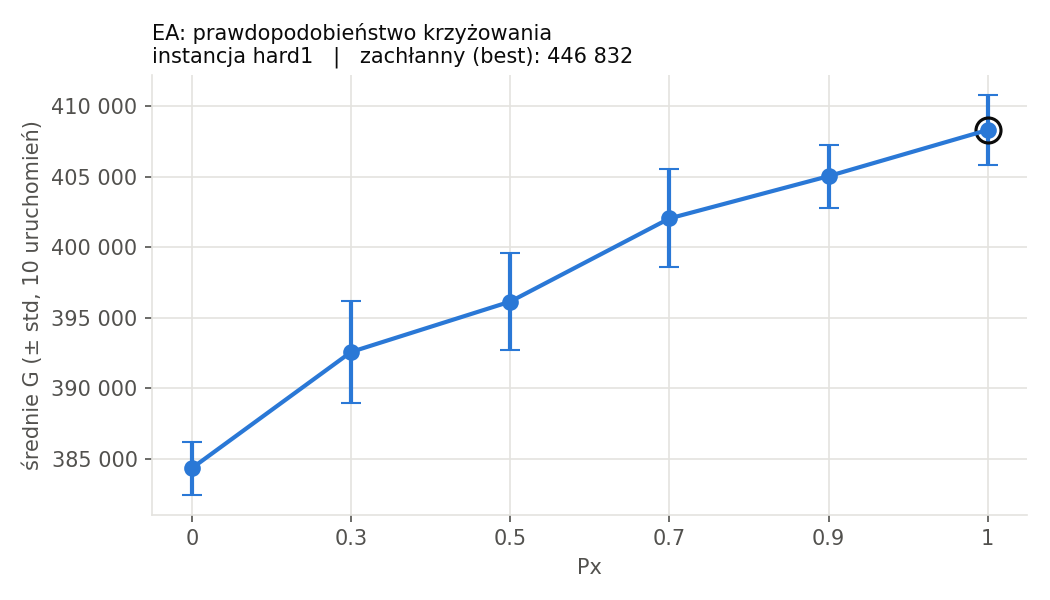 EA: prawdopodobieństwo krzyżowania
instancja hard1 | zachłanny (best): 446 832
średnie G (± std, 10 uruchomień)
410 000
405 000
400 000
395 000
390 000
385 000
0 0.3 0.5 0.7 0.9 1
Px